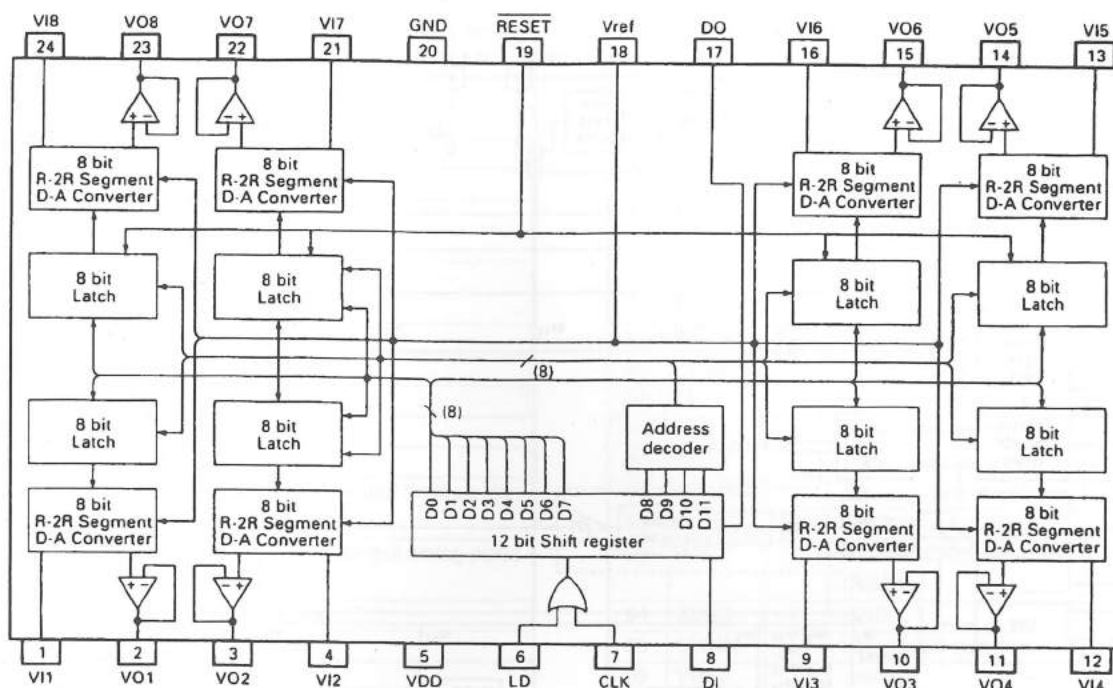 VI8 VO8 VO7 VI7 GND RESET Vref DO VI6 VO6 VO5 VI5
24 23 22 21 20 19 18 17 16 15 14 13
+ - - + + - - +
8 bit
R-2R Segment
D-A Converter
8 bit
R-2R Segment
D-A Converter
8 bit
R-2R Segment
D-A Converter
8 bit
R-2R Segment
D-A Converter
8 bit
Latch
8 bit
Latch
8 bit
Latch
8 bit
Latch
(8)
(8)
8 bit
Latch
8 bit
Latch
Address
decoder
8 bit
Latch
8 bit
Latch
D0 D1 D2 D3 D4 D5 D6 D7 D8 D9 D10 D11
12 bit Shift register
8 bit
R-2R Segment
D-A Converter
8 bit
R-2R Segment
D-A Converter
8 bit
R-2R Segment
D-A Converter
8 bit
R-2R Segment
D-A Converter
+ - - + + - - +
1 2 3 4 5 6 7 8 9 10 11 12
VI1 VO1 VO2 VI2 VDD LD CLK DI VI3 VO3 VO4 VI4